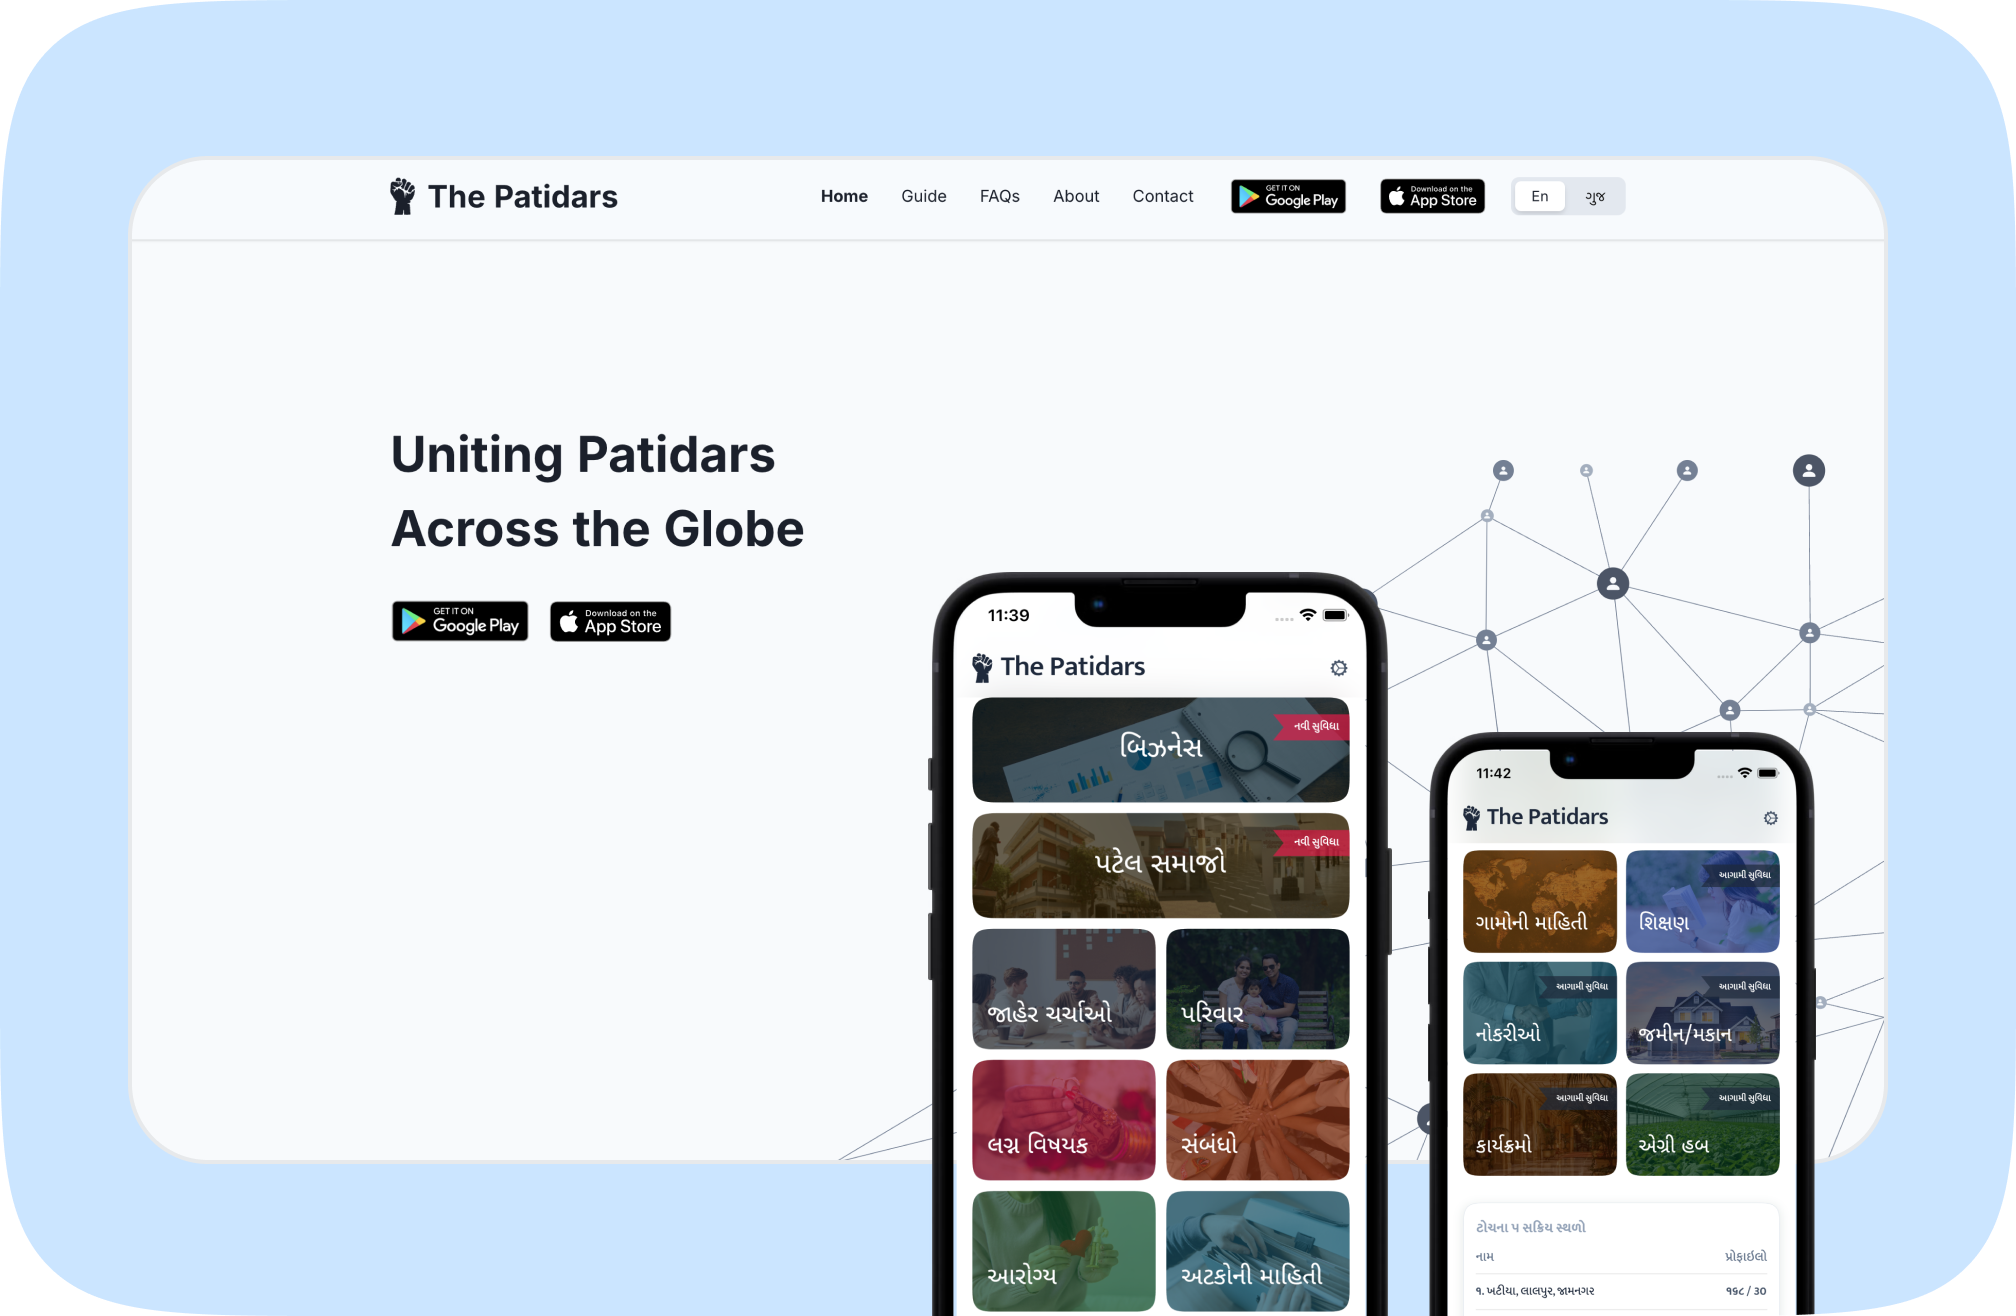 The Patidars
Home Guide FAQs About Contact GET IT ON Google Play Download on the App Store En ગુજ
Uniting Patidars
Across the Globe
GET IT ON Google Play Download on the App Store
11:39
The Patidars
નવી સુવિધા
બિઝનેસ
નવી સુવિધા
પટેલ સમાજો
જાહેર ચર્ચાઓ પરિવાર
લગ્ન વિષયક સંબંધો
આરોગ્ય અટકોની માહિતી
11:42
The Patidars
આગામી સુવિધા
ગામોની માહિતી શિક્ષણ
આગામી સુવિધા આગામી સુવિધા
નોકરીઓ જમીન/મકાન
આગામી સુવિધા આગામી સુવિધા
કાર્યક્રમો એગ્રી હબ
ટોચના ૫ સક્રિય સ્થળો
નામ પ્રોફાઇલો
૧. ખટીયા, લાલપુર, જામનગર ૧૬૮ / 30